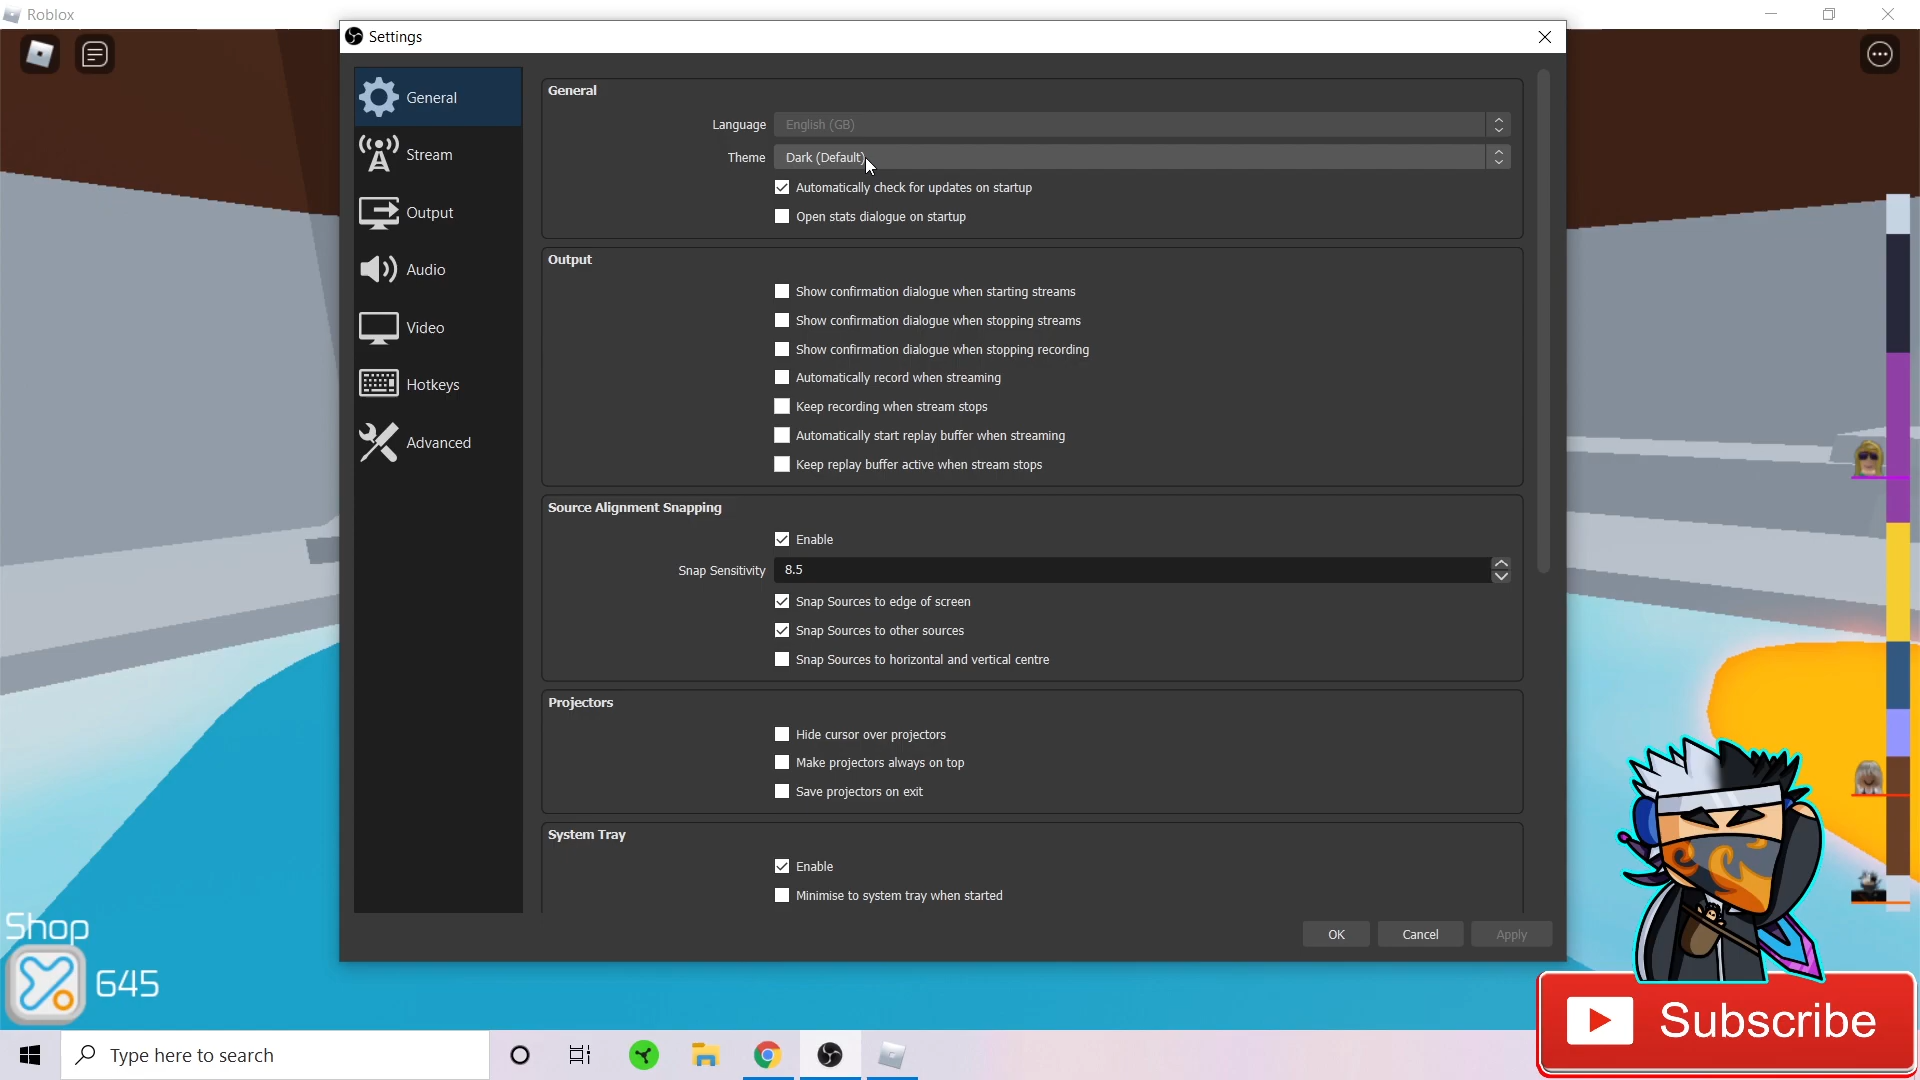 Roblox
Settings
General
Stream
Output
Audio
Video
Hotkeys
Advanced
General
Language English (GB)
Theme Dark (Default)
Automatically check for updates on startup
Open stats dialogue on startup
Output
Show confirmation dialogue when starting streams
Show confirmation dialogue when stopping streams
Show confirmation dialogue when stopping recording
Automatically record when streaming
Keep recording when stream stops
Automatically start replay buffer when streaming
Keep replay buffer active when stream stops
Source Alignment Snapping
Enable
Snap Sensitivity 8.5
Snap Sources to edge of screen
Snap Sources to other sources
Snap Sources to horizontal and vertical centre
Projectors
Hide cursor over projectors
Make projectors always on top
Save projectors on exit
System Tray
Enable
Minimise to system tray when started
OK Cancel Apply
Shop
645
Subscribe
Type here to search